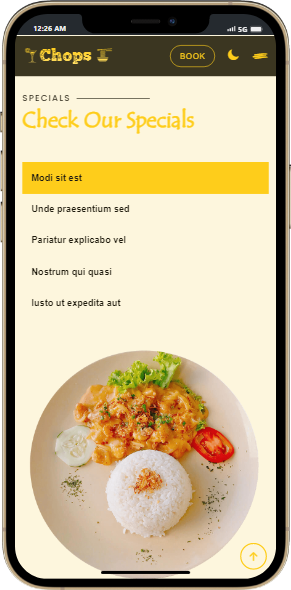 12:26 AM
5G
Chops
BOOK
SPECIALS
Check Our Specials
Modi sit est
Unde praesentium sed
Pariatur explicabo vel
Nostrum qui quasi
Iusto ut expedita aut